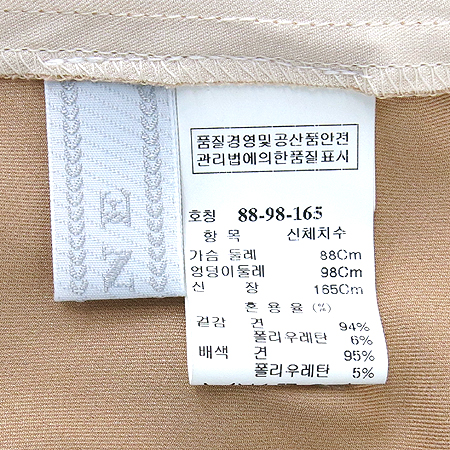 N E
품질경영및공산품안전
관리법에의한품질표시
호칭 88-98-165
항 목 신체치수
가슴 둘레 88Cm
엉덩이둘레 98Cm
신 장 165Cm
혼 용 율 (%)
겉감 견 94%
폴리우레탄 6%
배색 견 95%
폴리우레탄 5%